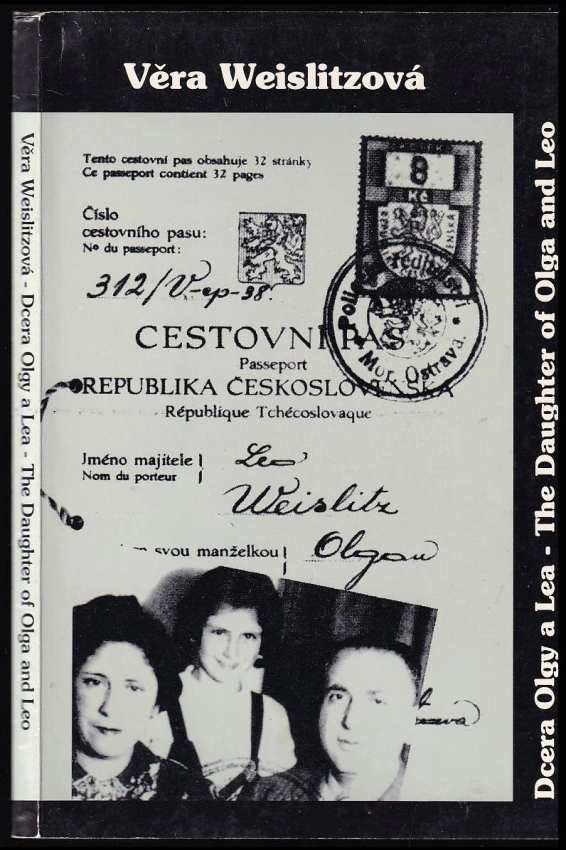 Věra Weislitzová
Věra Weislitzová - Dcera Olgy a Lea - The Daughter of Olga and Leo
Tento cestovní pas obsahuje 32 stránky
Ce passeport contient 32 pages
8
Kč
Číslo
cestovního pasu:
Nº du passeport:
312/V-ep-38.
Mor. Ostrava.
CESTOVNÍ PAS
Passeport
REPUBLIKA ČESKOSLOVENSKÁ
République Tchécoslovaque
Jméno majitele
Nom du porteur
Leo
Weislitz
svou manželkou
Olgou
Dcera Olgy a Lea - The Daughter of Olga and Leo